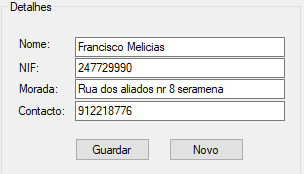 Detalhes
Nome: Francisco Melicias
NIF: 247729990
Morada: Rua dos aliados nr 8 seramena
Contacto: 912218776
Guardar Novo